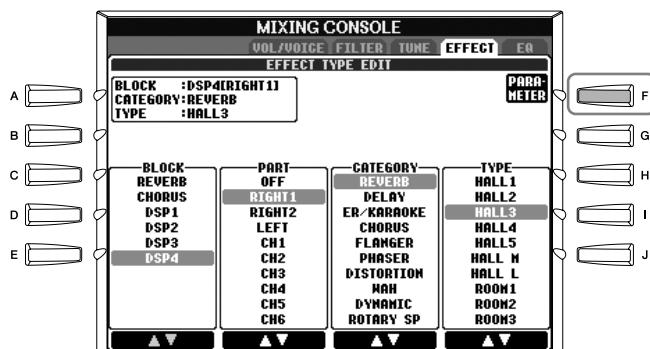 MIXING CONSOLE
VOL/VOICE FILTER TUNE EFFECT EQ
EFFECT TYPE EDIT
BLOCK :DSP4[RIGHT1]
CATEGORY:REVERB
TYPE :HALL3
PARA-
METER
A
B
C
D
E
F
G
H
I
J
BLOCK
REVERB
CHORUS
DSP1
DSP2
DSP3
DSP4
PART
OFF
RIGHT1
RIGHT2
LEFT
CH1
CH2
CH3
CH4
CH5
CH6
CATEGORY
REVERB
DELAY
ER/KARAOKE
CHORUS
FLANGER
PHASER
DISTORTION
WAH
DYNAMIC
ROTARY SP
TYPE
HALL1
HALL2
HALL3
HALL4
HALL5
HALL M
HALL L
ROOM1
ROOM2
ROOM3